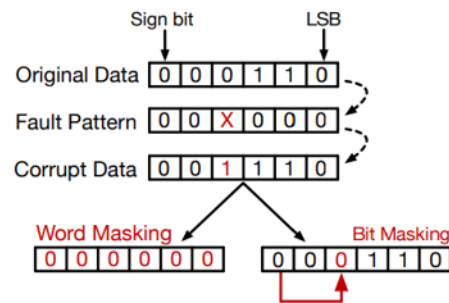 Sign bit LSB
Original Data 0 0 0 1 1 0
Fault Pattern 0 0 X 0 0 0
Corrupt Data 0 0 1 1 1 0
Word Masking Bit Masking
0 0 0 0 0 0 0 0 0 1 1 0